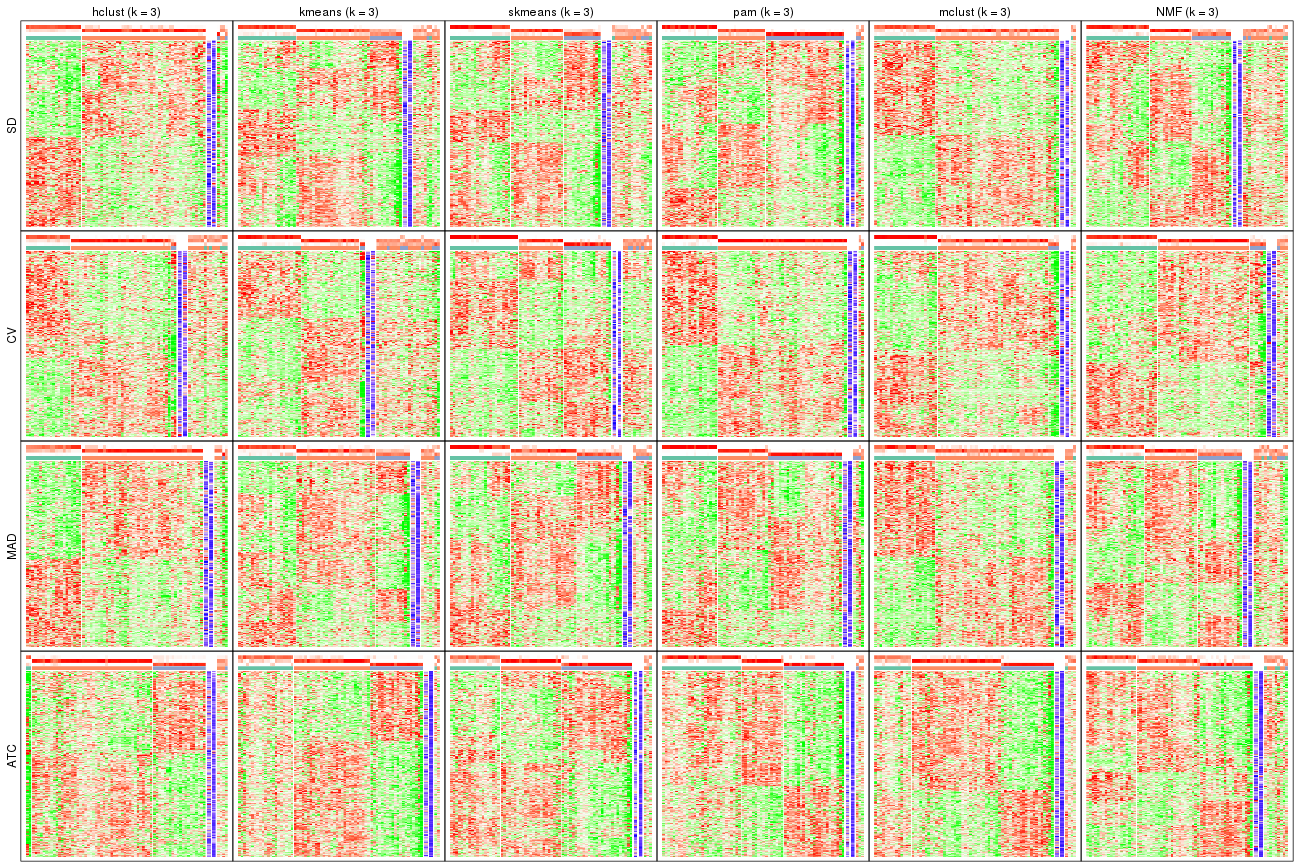 hclust (k = 3)
kmeans (k = 3)
skmeans (k = 3)
pam (k = 3)
mclust (k = 3)
NMF (k = 3)
SD
CV
MAD
ATC